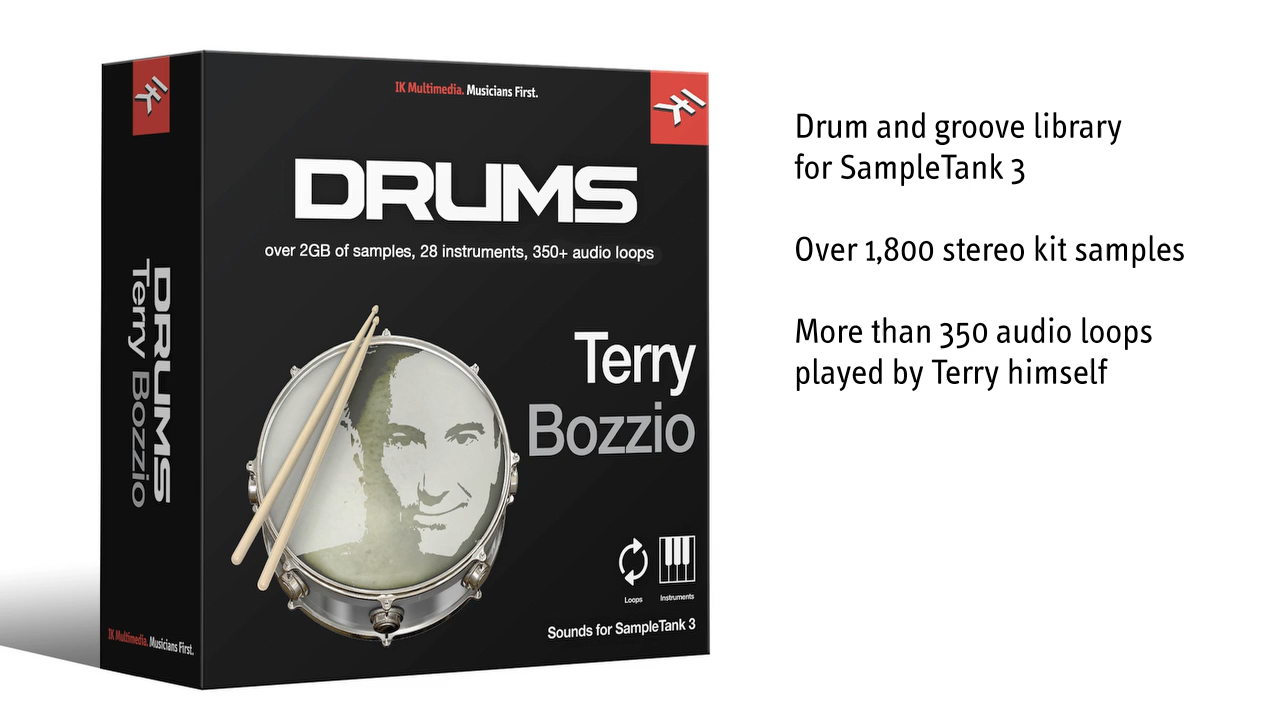 IK Multimedia. Musicians First.
IK
DRUMS
over 2GB of samples, 28 instruments, 350+ audio loops
Terry
Bozzio
Loops
Instruments
Sounds for SampleTank 3
IK
DRUMS
Terry Bozzio
IK Multimedia. Musicians First.
Drum and groove library
for SampleTank 3
Over 1,800 stereo kit samples
More than 350 audio loops
played by Terry himself